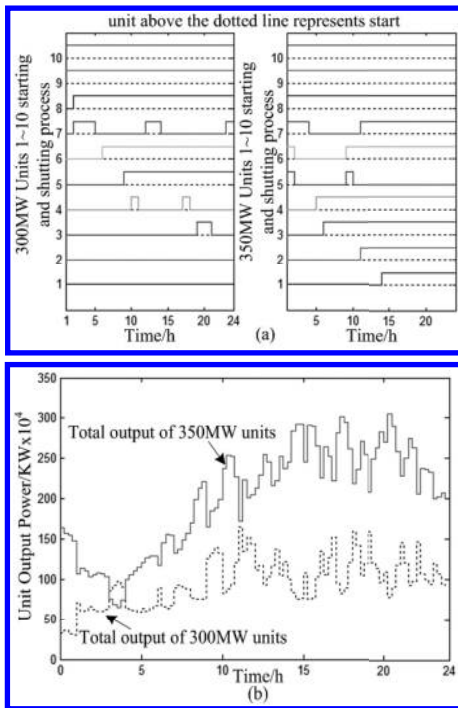 unit above the dotted line represents start
300MW Units 1~10 starting
and shutting process
10
9
8
7
6
5
4
3
2
1
1 5 10 15 20 24
Time/h
350MW Units 1~10 starting
and shutting process
10
9
8
7
6
5
4
3
2
1
5 10 15 20
Time/h
(a)
Unit Output Power/KW×10⁴
350
300
250
200
150
100
50
0
Total output of 350MW units
Total output of 300MW units
0 5 10 15 20 24
Time/h
(b)